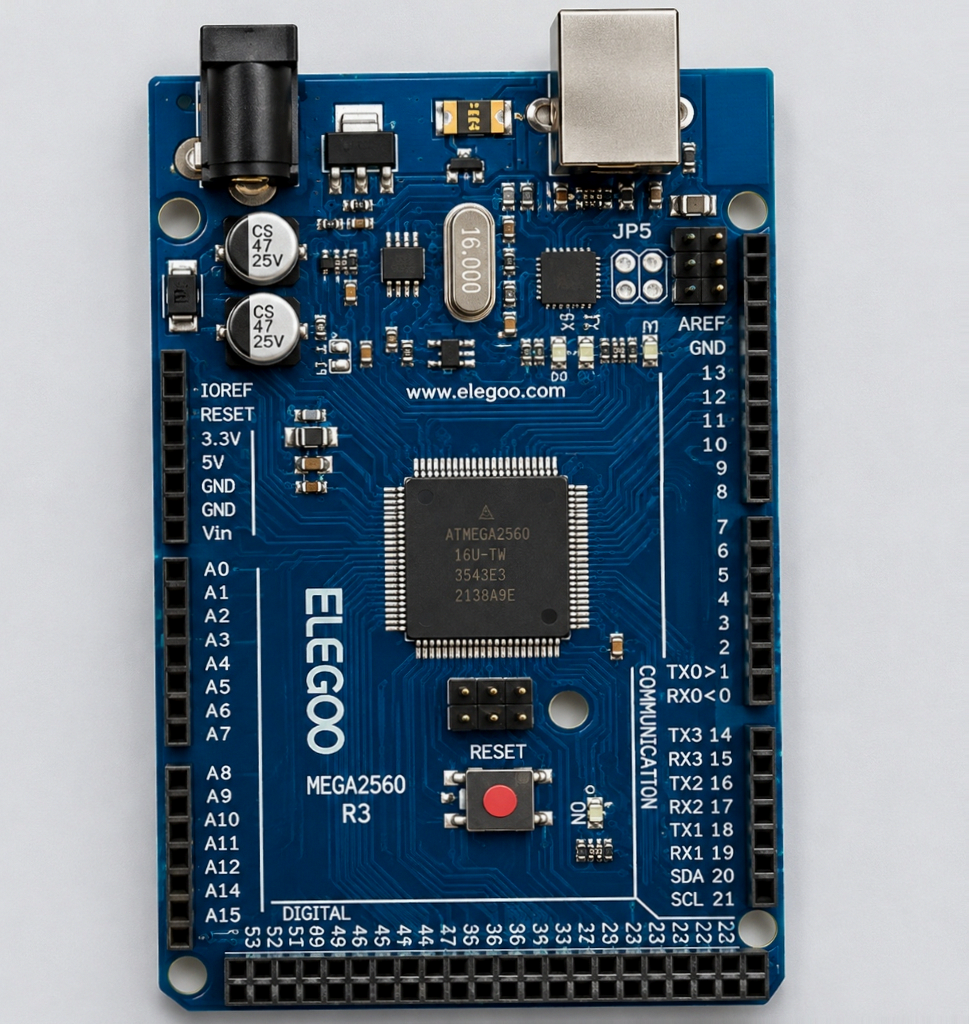 CS
47
25V
CS
47
25V
16.000
JP5
www.elegoo.com
IOREF
RESET
3.3V
5V
GND
GND
Vin
A0
A1
A2
A3
A4
A5
A6
A7
A8
A9
A10
A11
A12
A14
A15
AREF
GND
13
12
11
10
9
8
7
6
5
4
3
2
TX0>1
RX0<0
TX3 14
RX3 15
TX2 16
RX2 17
TX1 18
RX1 19
SDA 20
SCL 21
COMMUNICATION
ATMEGA2560
16U-TW
3543E3
2138A9E
ELEGOO
MEGA2560
R3
RESET
ON
DIGITAL